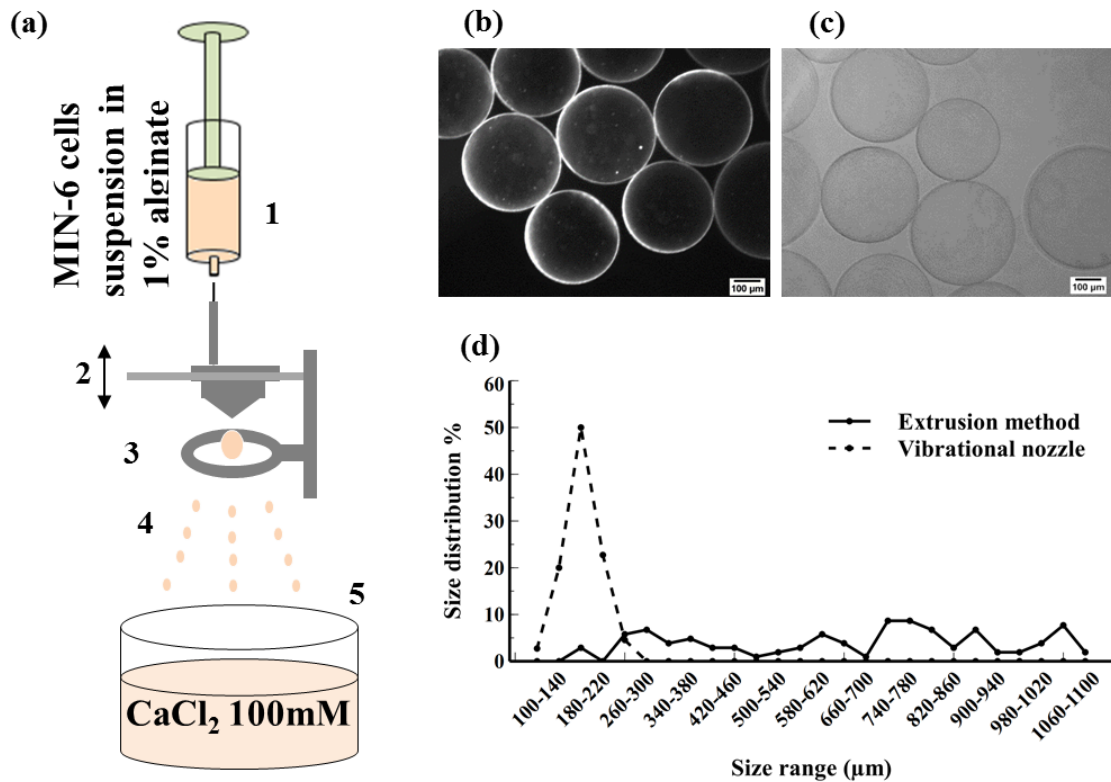 (a)
MIN-6 cells
suspension in
1% alginate
1
2
3
4
5
CaCl₂ 100mM
(b)
100 µm
(c)
100 µm
(d)
Size distribution %
60
50
40
30
20
10
0
Extrusion method
Vibrational nozzle
100-140
180-220
260-300
340-380
420-460
500-540
580-620
660-700
740-780
820-860
900-940
980-1020
1060-1100
Size range (µm)